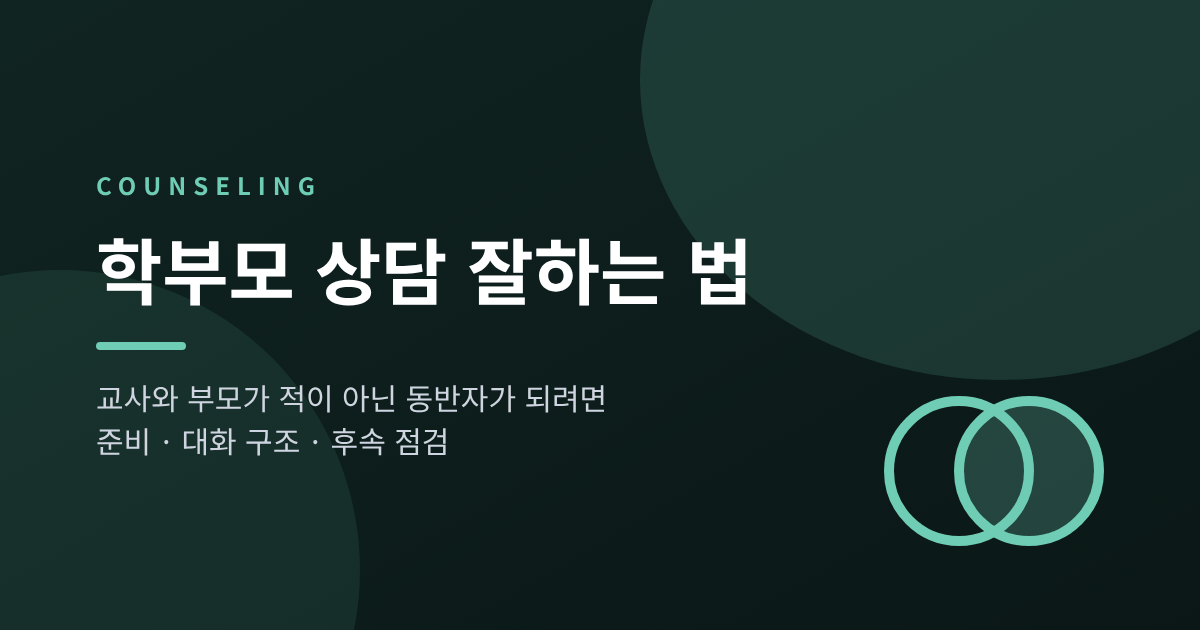 COUNSELING
학부모 상담 잘하는 법
교사와 부모가 적이 아닌 동반자가 되려면
준비 · 대화 구조 · 후속 점검